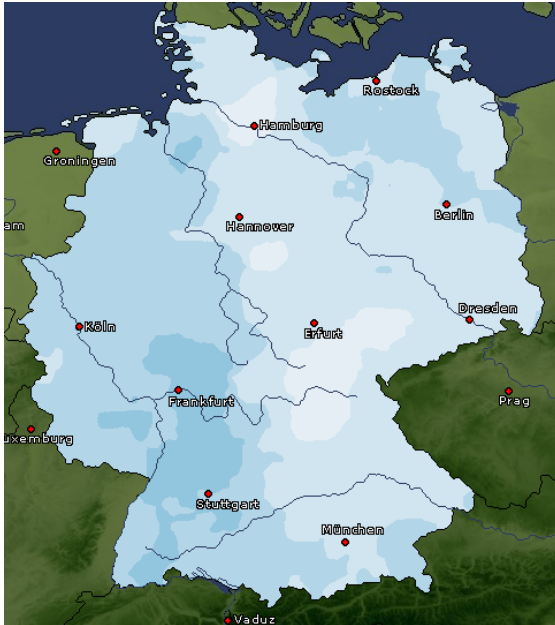 Rostock
Hamburg
Groningen
Berlin
am
Hannover
Dresden
Köln
Erfurt
Prag
Frankfurt
uxemburg
Stuttgart
München
Vaduz